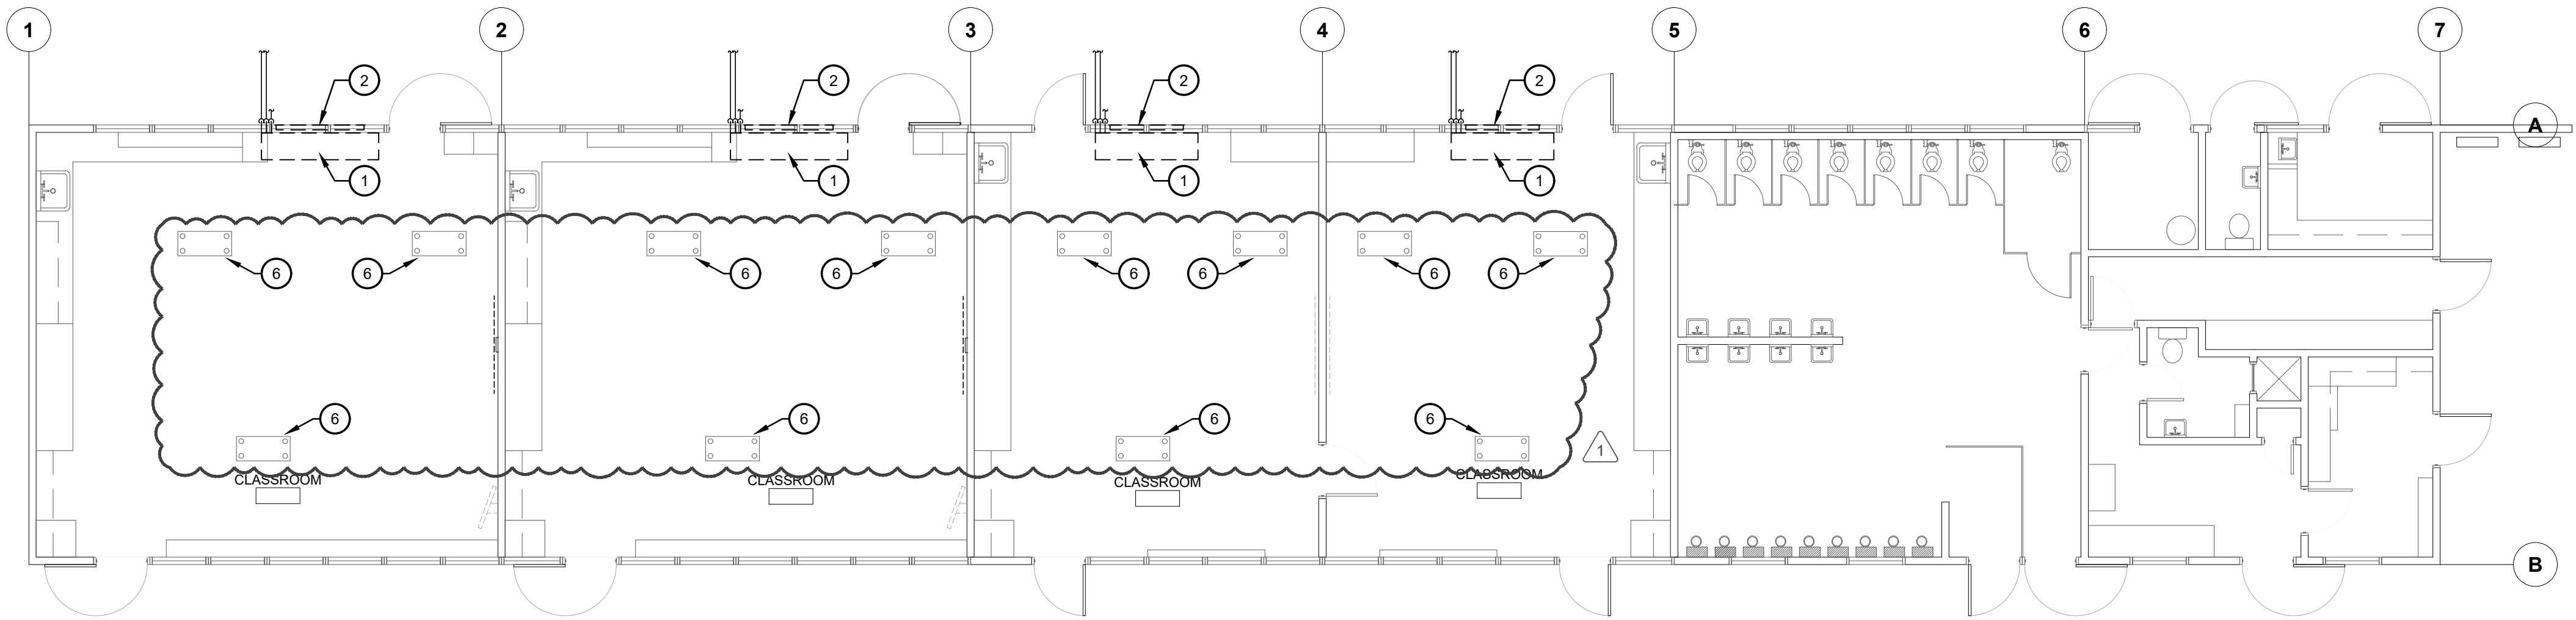 1 2 3 4 5 6 7
2 2 2 2
A
1 1 1 1
6 6 6 6 6 6 6 6
6 6 6 6
1
CLASSROOM CLASSROOM CLASSROOM CLASSROOM
B